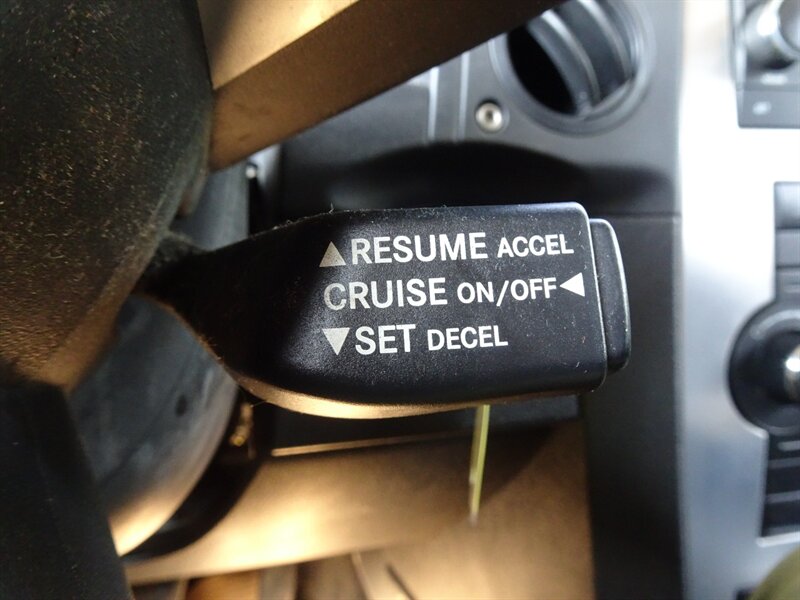 ▲RESUME ACCEL
CRUISE ON/OFF◀
▼SET DECEL